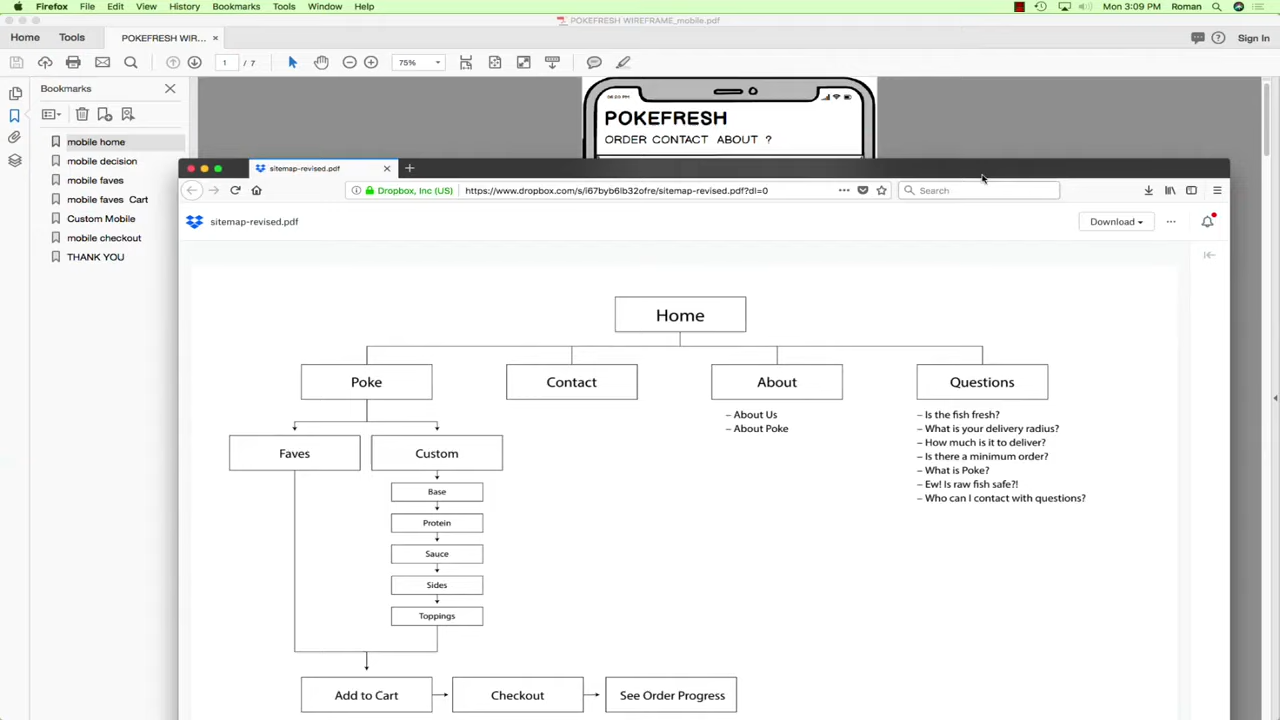 Firefox File Edit View History Bookmarks Tools Window Help
Mon 3:09 PM Roman
POKEFRESH WIREFRAME_mobile.pdf
Home Tools POKEFRESH WIR... ×
Sign In
1 / 7
75%
Bookmarks
mobile home
mobile decision
mobile faves
mobile faves Cart
Custom Mobile
mobile checkout
THANK YOU
POKEFRESH
ORDER CONTACT ABOUT ?
sitemap-revised.pdf
Dropbox, Inc (US) https://www.dropbox.com/s/i67byb6lb32ofre/sitemap-revised.pdf?dl=0
Search
sitemap-revised.pdf
Download
Home
Poke
Contact
About
Questions
– About Us
– About Poke
– Is the fish fresh?
– What is your delivery radius?
– How much is it to deliver?
– Is there a minimum order?
– What is Poke?
– Ew! Is raw fish safe?!
– Who can I contact with questions?
Faves
Custom
Base
Protein
Sauce
Sides
Toppings
Add to Cart
Checkout
See Order Progress